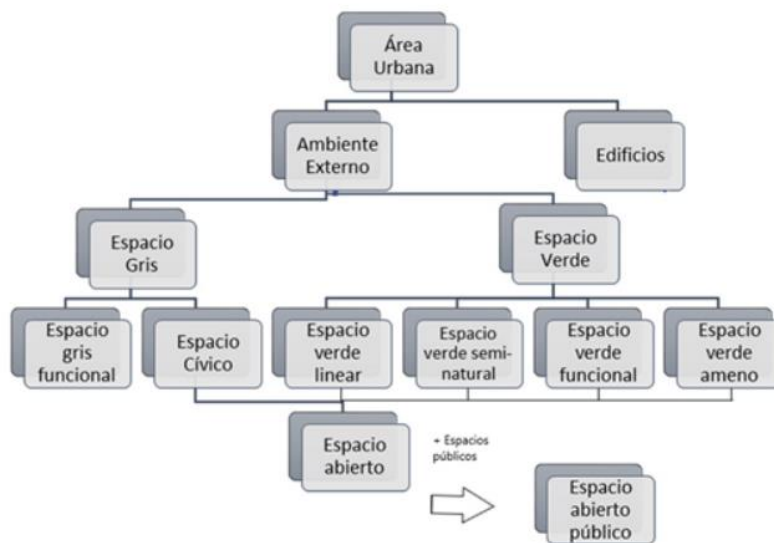 Área
Urbana
Ambiente
Externo
Edificios
Espacio
Gris
Espacio
Verde
Espacio
gris
funcional
Espacio
Cívico
Espacio
verde
linear
Espacio
verde semi-
natural
Espacio
verde
funcional
Espacio
verde
ameno
Espacio
abierto
+ Espacios
públicos
Espacio
abierto
público